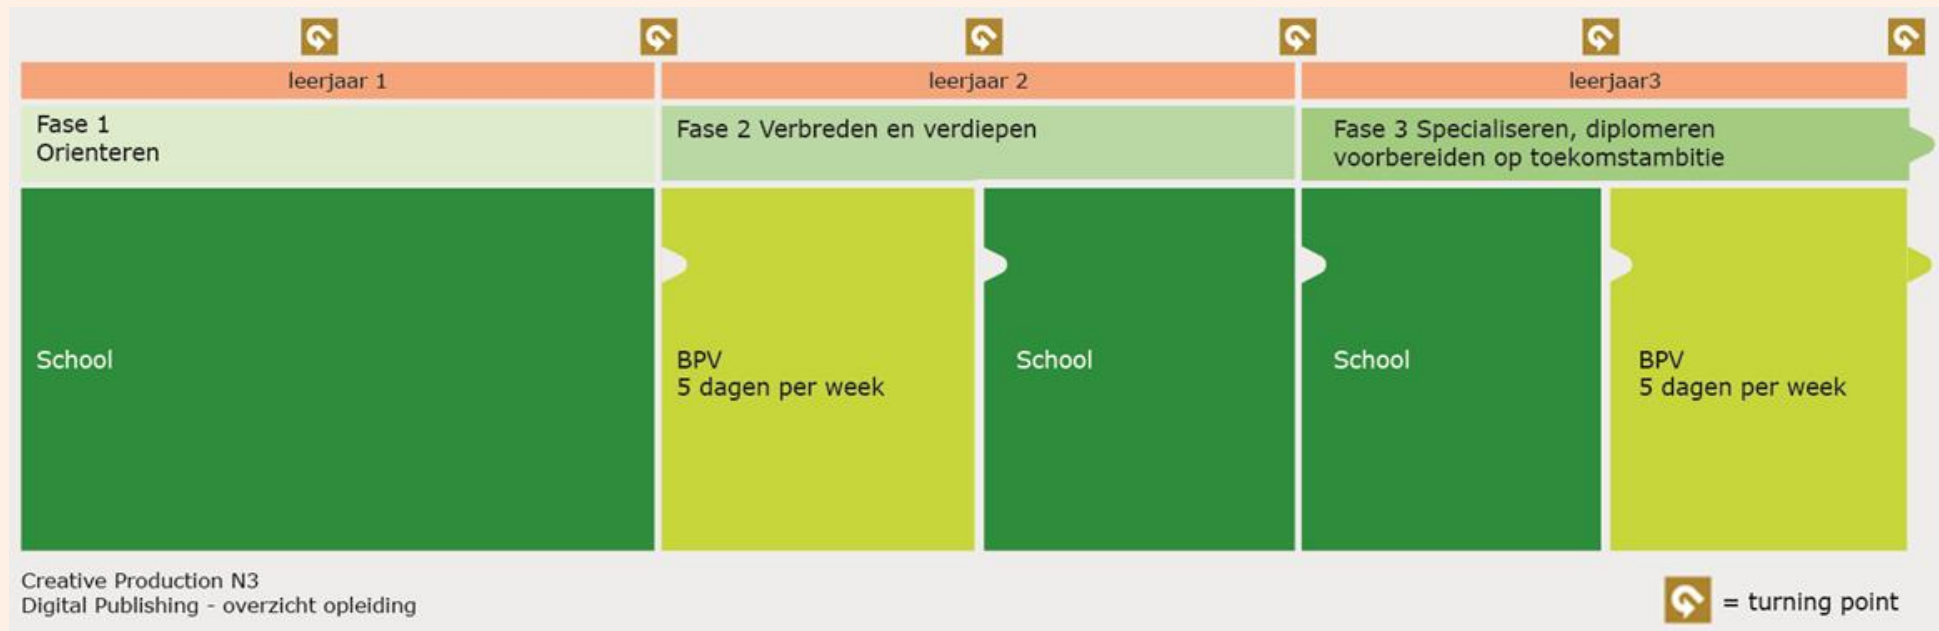 leerjaar 1
leerjaar 2
leerjaar3
Fase 1
Orienteren
Fase 2 Verbreden en verdiepen
Fase 3 Specialiseren, diplomeren
voorbereiden op toekomstambitie
School
BPV
5 dagen per week
School
School
BPV
5 dagen per week
Creative Production N3
Digital Publishing - overzicht opleiding
= turning point